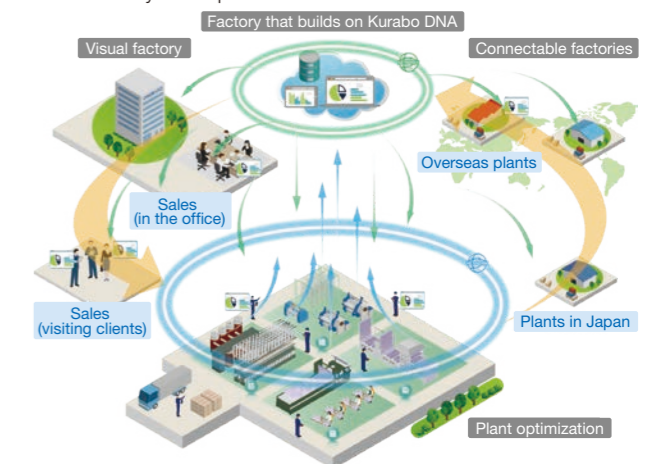 Factory that builds on Kurabo DNA
Visual factory
Connectable factories
Overseas plants
Sales
(in the office)
Sales
(visiting clients)
Plants in Japan
Plant optimization